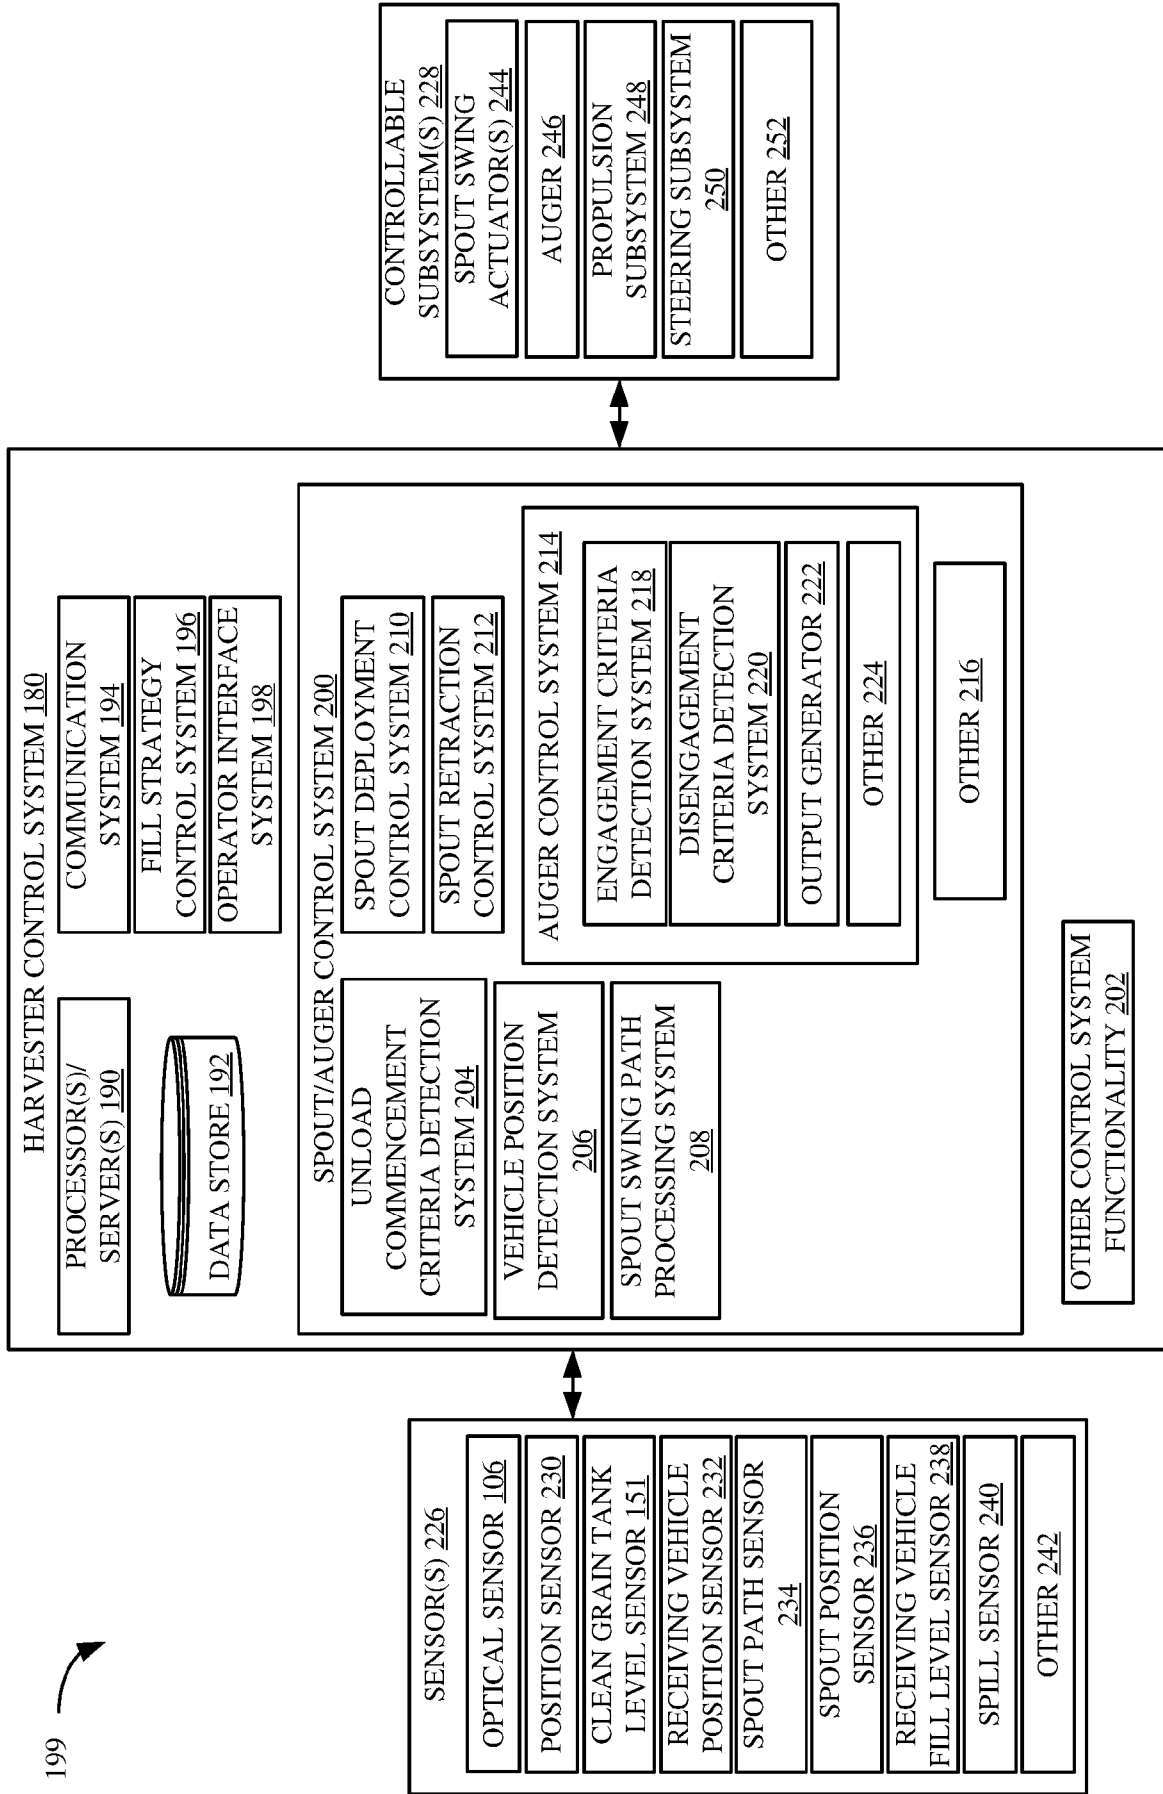 199
SENSOR(S) 226
OPTICAL SENSOR 106
POSITION SENSOR 230
CLEAN GRAIN TANK
LEVEL SENSOR 151
RECEIVING VEHICLE
POSITION SENSOR 232
SPOUT PATH SENSOR
234
SPOUT POSITION
SENSOR 236
RECEIVING VEHICLE
FILL LEVEL SENSOR 238
SPILL SENSOR 240
OTHER 242
HARVESTER CONTROL SYSTEM 180
PROCESSOR(S)/
SERVER(S) 190
DATA STORE 192
COMMUNICATION
SYSTEM 194
FILL STRATEGY
CONTROL SYSTEM 196
OPERATOR INTERFACE
SYSTEM 198
SPOUT/AUGER CONTROL SYSTEM 200
UNLOAD
COMMENCEMENT
CRITERIA DETECTION
SYSTEM 204
VEHICLE POSITION
DETECTION SYSTEM
206
SPOUT SWING PATH
PROCESSING SYSTEM
208
SPOUT DEPLOYMENT
CONTROL SYSTEM 210
SPOUT RETRACTION
CONTROL SYSTEM 212
AUGER CONTROL SYSTEM 214
ENGAGEMENT CRITERIA
DETECTION SYSTEM 218
DISENGAGEMENT
CRITERIA DETECTION
SYSTEM 220
OUTPUT GENERATOR 222
OTHER 224
OTHER 216
OTHER CONTROL SYSTEM
FUNCTIONALITY 202
CONTROLLABLE
SUBSYSTEM(S) 228
SPOUT SWING
ACTUATOR(S) 244
AUGER 246
PROPULSION
SUBSYSTEM 248
STEERING SUBSYSTEM
250
OTHER 252